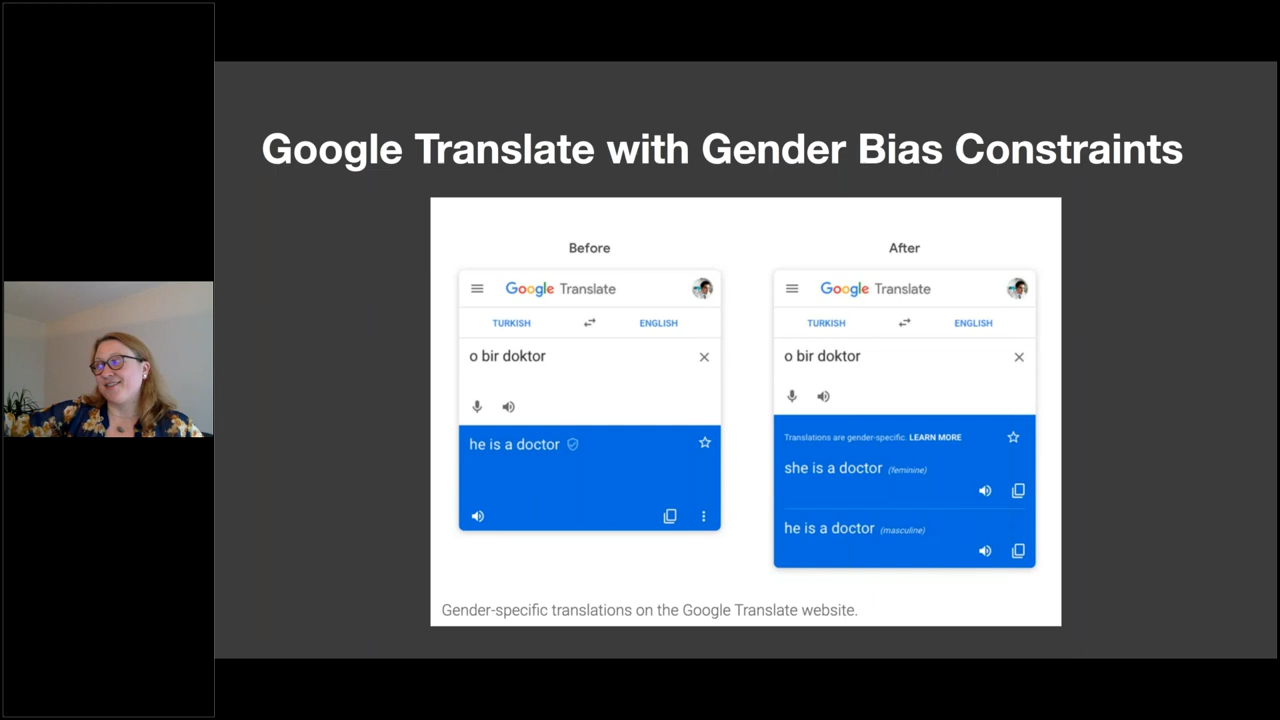 Google Translate with Gender Bias Constraints
Before
Google Translate
TURKISH
ENGLISH
o bir doktor
he is a doctor
After
Google Translate
TURKISH
ENGLISH
o bir doktor
Translations are gender-specific. LEARN MORE
she is a doctor (feminine)
he is a doctor (masculine)
Gender-specific translations on the Google Translate website.